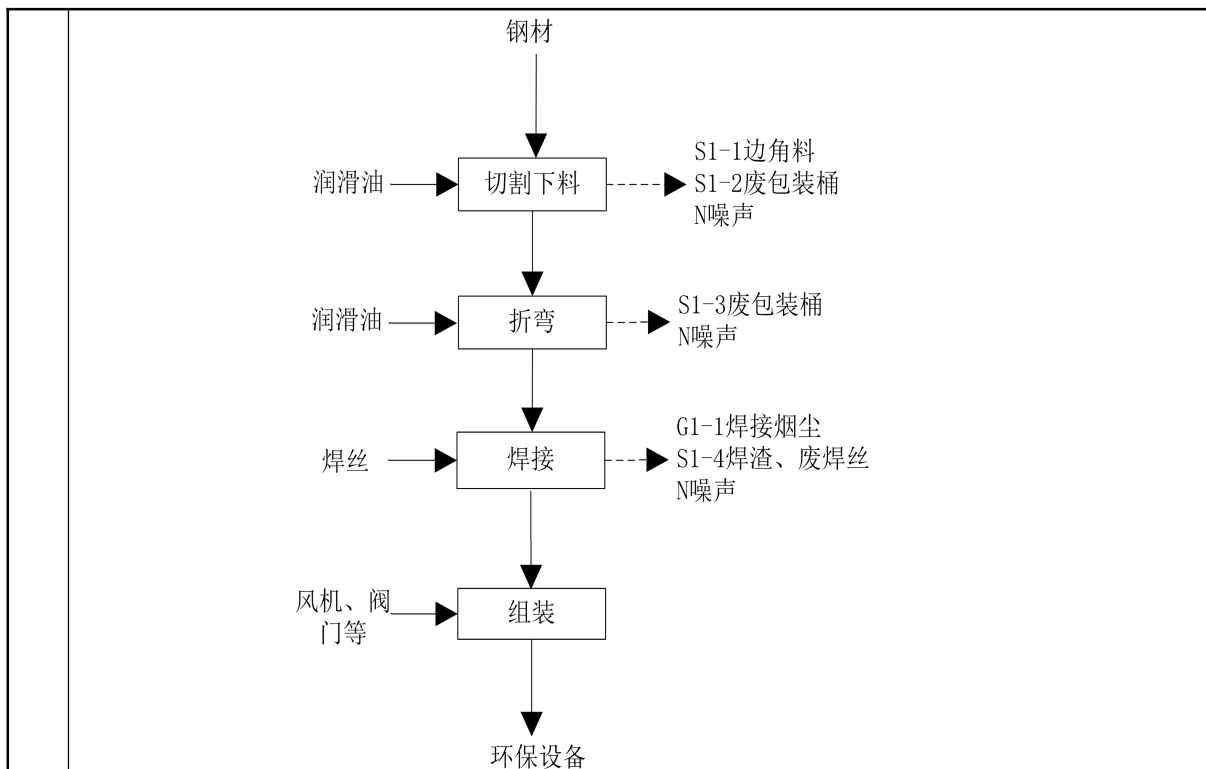 钢材
润滑油
切割下料
S1-1边角料
S1-2废包装桶
N噪声
润滑油
折弯
S1-3废包装桶
N噪声
焊丝
焊接
G1-1焊接烟尘
S1-4焊渣、废焊丝
N噪声
风机、阀
门等
组装
环保设备